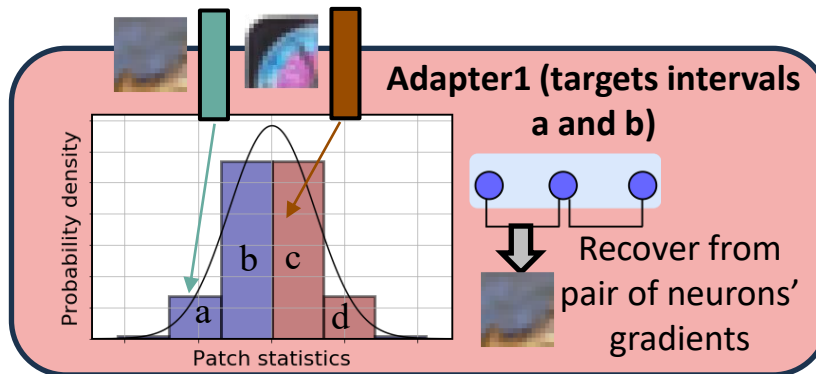 Adapter1 (targets intervals
a and b)
Probability density
a
b
c
d
Patch statistics
Recover from
pair of neurons’
gradients